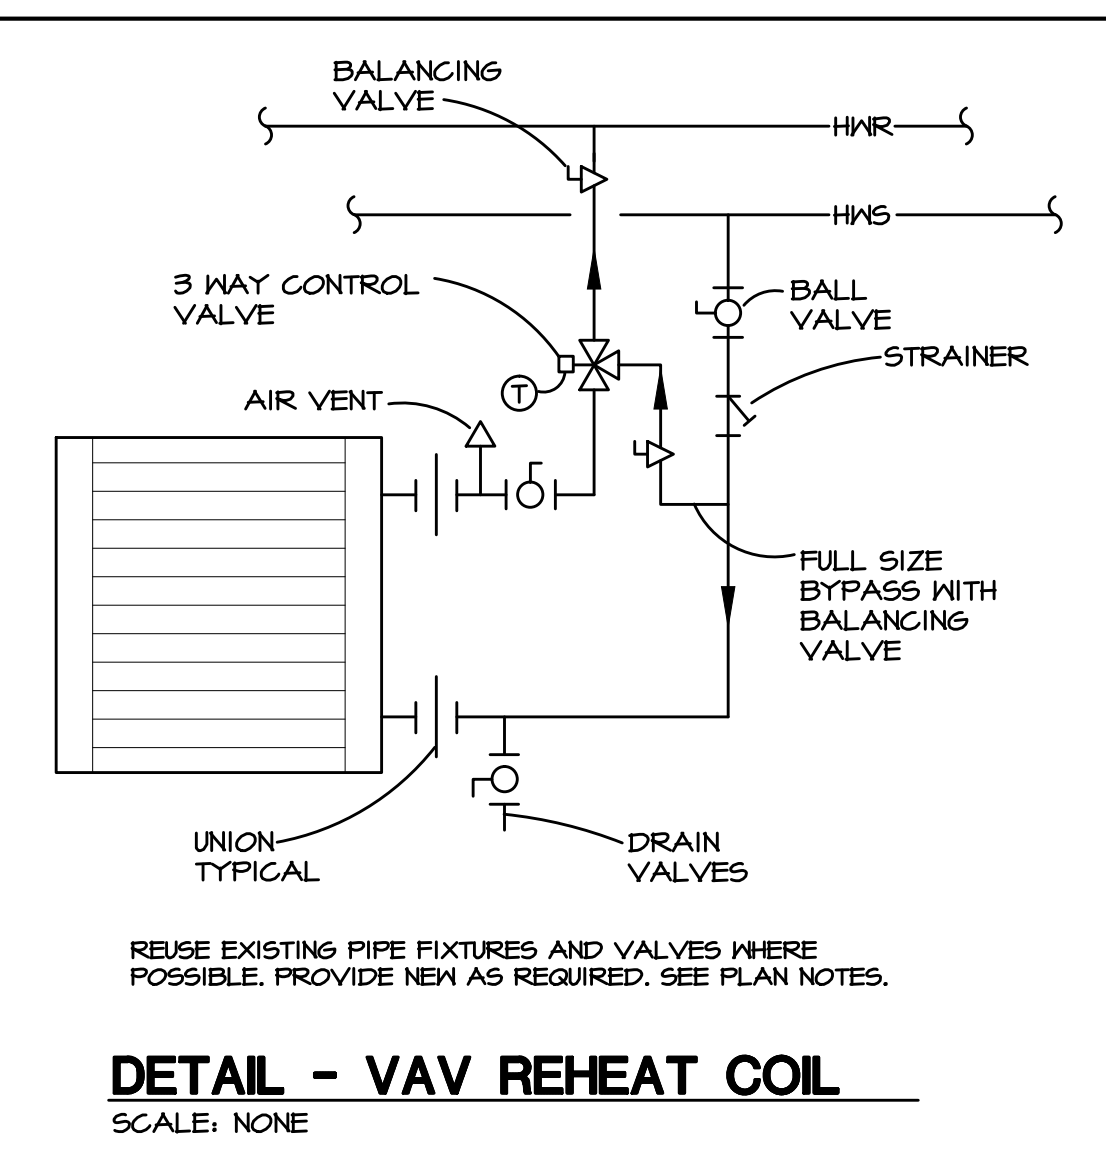 BALANCING
VALVE
HWR
HWS
3 WAY CONTROL
VALVE
BALL
VALVE
STRAINER
T
AIR VENT
FULL SIZE
BYPASS WITH
BALANCING
VALVE
UNION
TYPICAL
DRAIN
VALVES
REUSE EXISTING PIPE FIXTURES AND VALVES WHERE
POSSIBLE. PROVIDE NEW AS REQUIRED. SEE PLAN NOTES.
DETAIL - VAV REHEAT COIL
SCALE: NONE